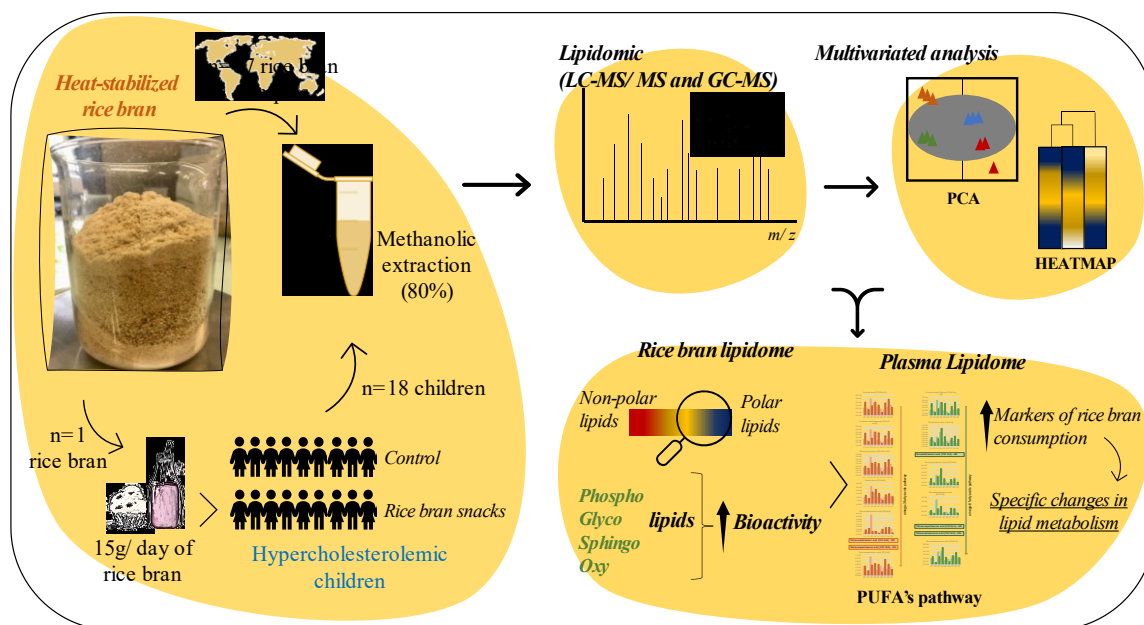 7 rice bran
Heat-stabilized
rice bran
Methanolic
extraction
(80%)
n=18 children
n=1
rice bran
15g/ day of
rice bran
Control
Rice bran snacks
Hypercholesterolemic
children
Lipidomic
(LC-MS/ MS and GC-MS)
m/ z
Multivariated analysis
PCA
HEATMAP
Rice bran lipidome
Non-polar
lipids
Polar
lipids
Phospho
Glyco
Sphingo
Oxy
lipids
Bioactivity
Plasma Lipidome
PUFA's pathway
Markers of rice bran
consumption
Specific changes in
lipid metabolism